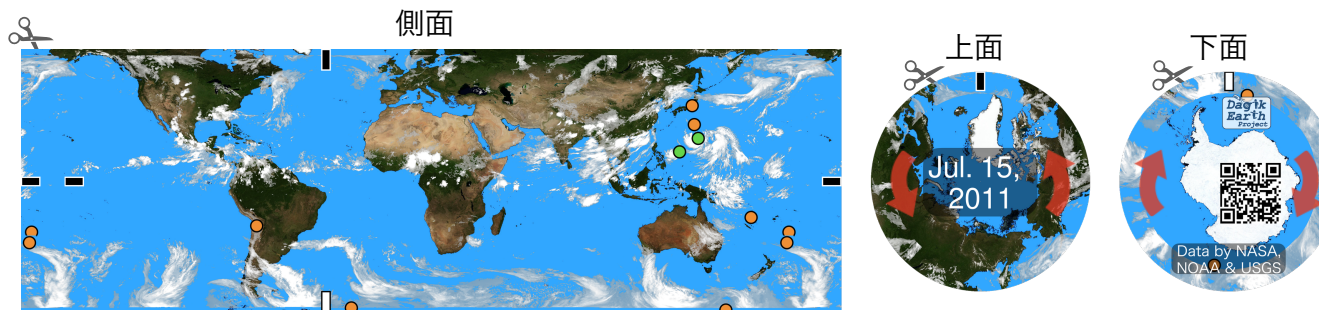 側面
上面
下面
Jul. 15,
2011
Dagik
Earth
Project
Data by NASA,
NOAA & USGS